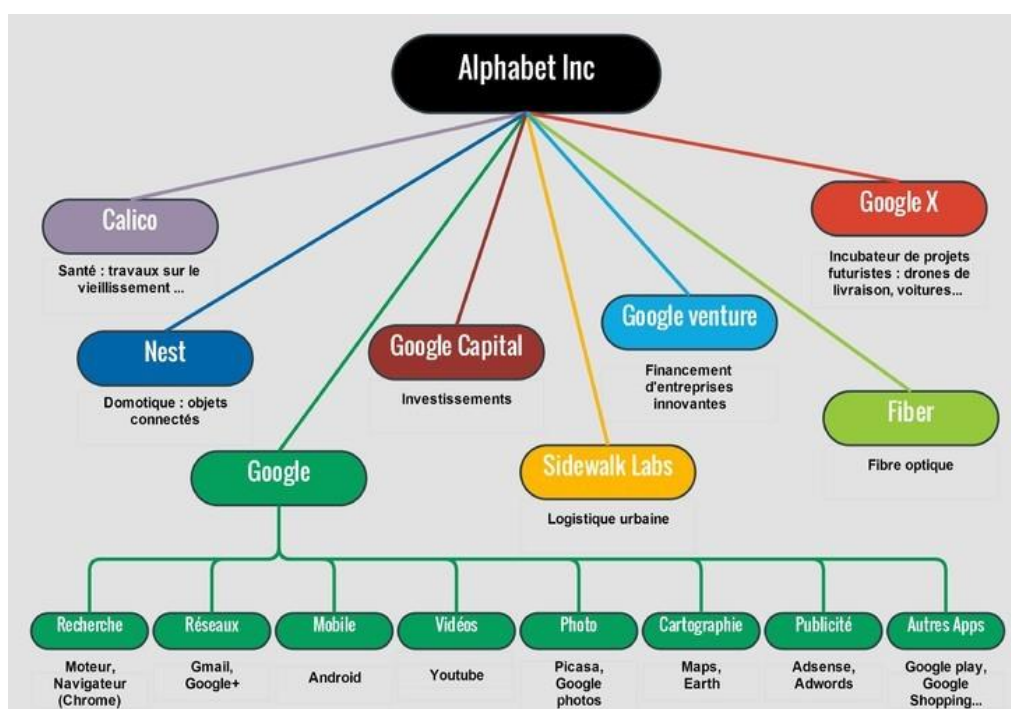 Alphabet Inc
Calico
Santé : travaux sur le
vieillissement ...
Google X
Incubateur de projets
futuristes : drones de
livraison, voitures...
Nest
Domotique : objets
connectés
Google Capital
Investissements
Google venture
Financement
d'entreprises
innovantes
Fiber
Fibre optique
Google
Sidewalk Labs
Logistique urbaine
Recherche
Moteur,
Navigateur
(Chrome)
Réseaux
Gmail,
Google+
Mobile
Android
Vidéos
Youtube
Photo
Picasa,
Google
photos
Cartographie
Maps,
Earth
Publicité
Adsense,
Adwords
Autres Apps
Google play,
Google
Shopping...